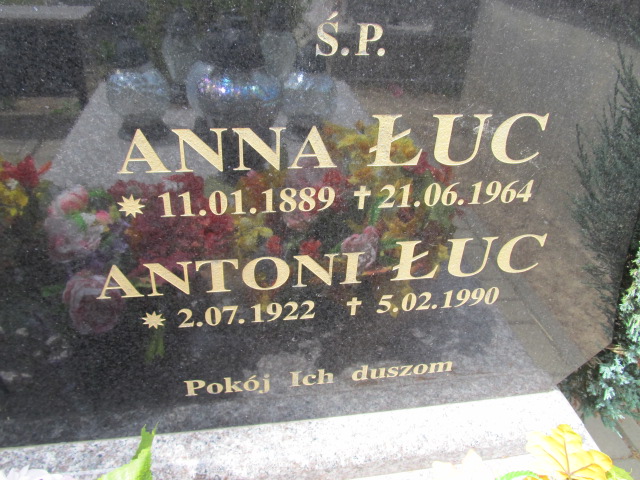 Ś.P.
ANNA ŁUC
* 11.01.1889 ✝ 21.06.1964
ANTONI ŁUC
* 2.07.1922 ✝ 5.02.1990
Pokój Ich duszom